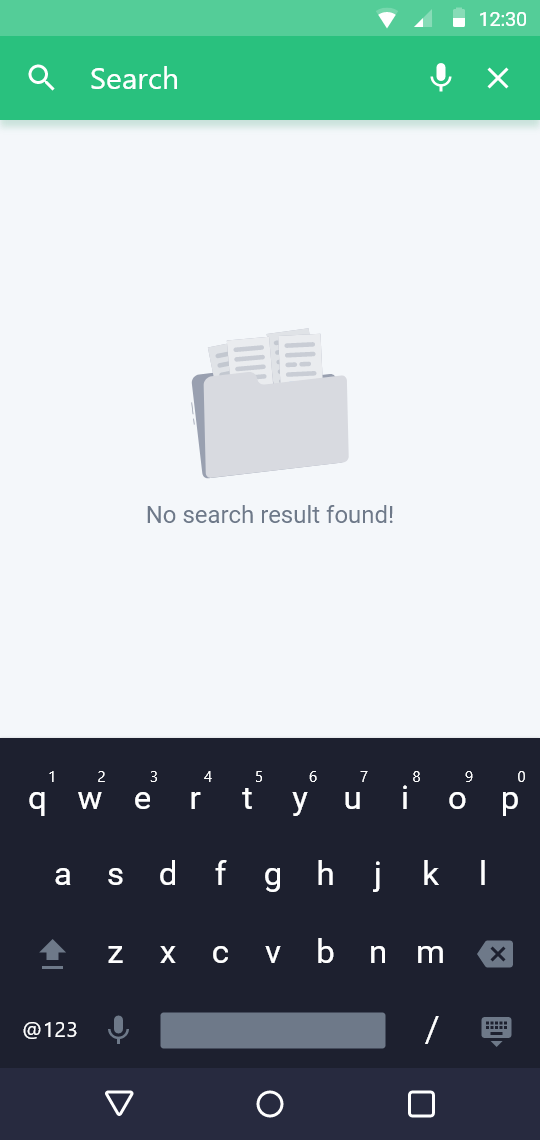 12:30
Search
No search result found!
1 2 3 4 5 6 7 8 9 0
q w e r t y u i o p
a s d f g h j k l
z x c v b n m
@123 /